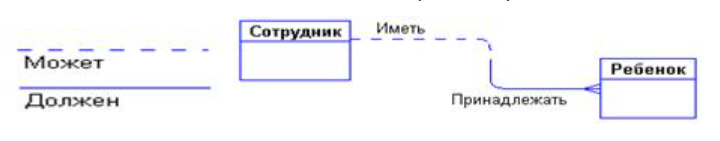 Сотрудник
Иметь
Может
Ребенок
Должен
Принадлежать